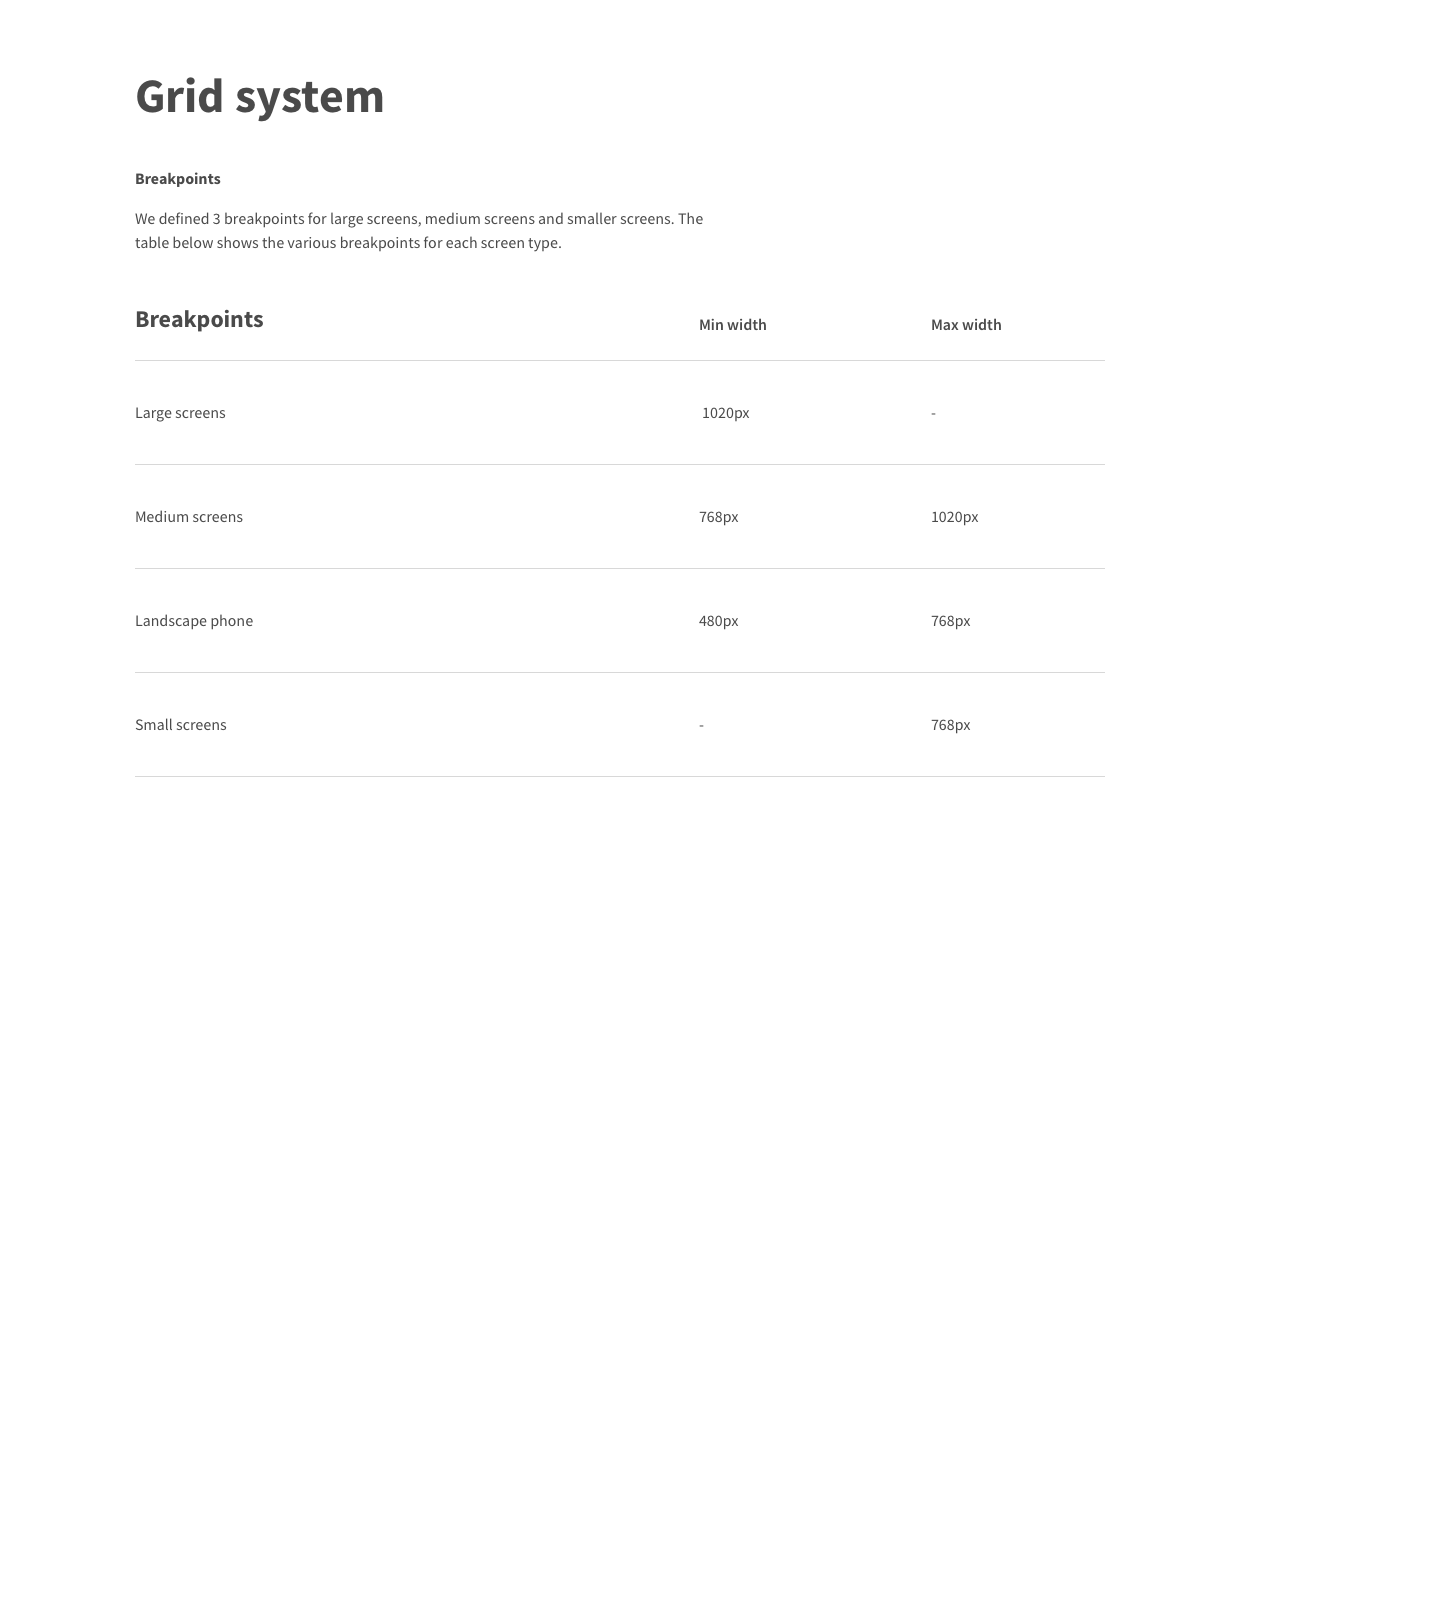 Grid system
Breakpoints
We defined 3 breakpoints for large screens, medium screens and smaller screens. The
table below shows the various breakpoints for each screen type.
Breakpoints Min width Max width
Large screens 1020px -
Medium screens 768px 1020px
Landscape phone 480px 768px
Small screens - 768px